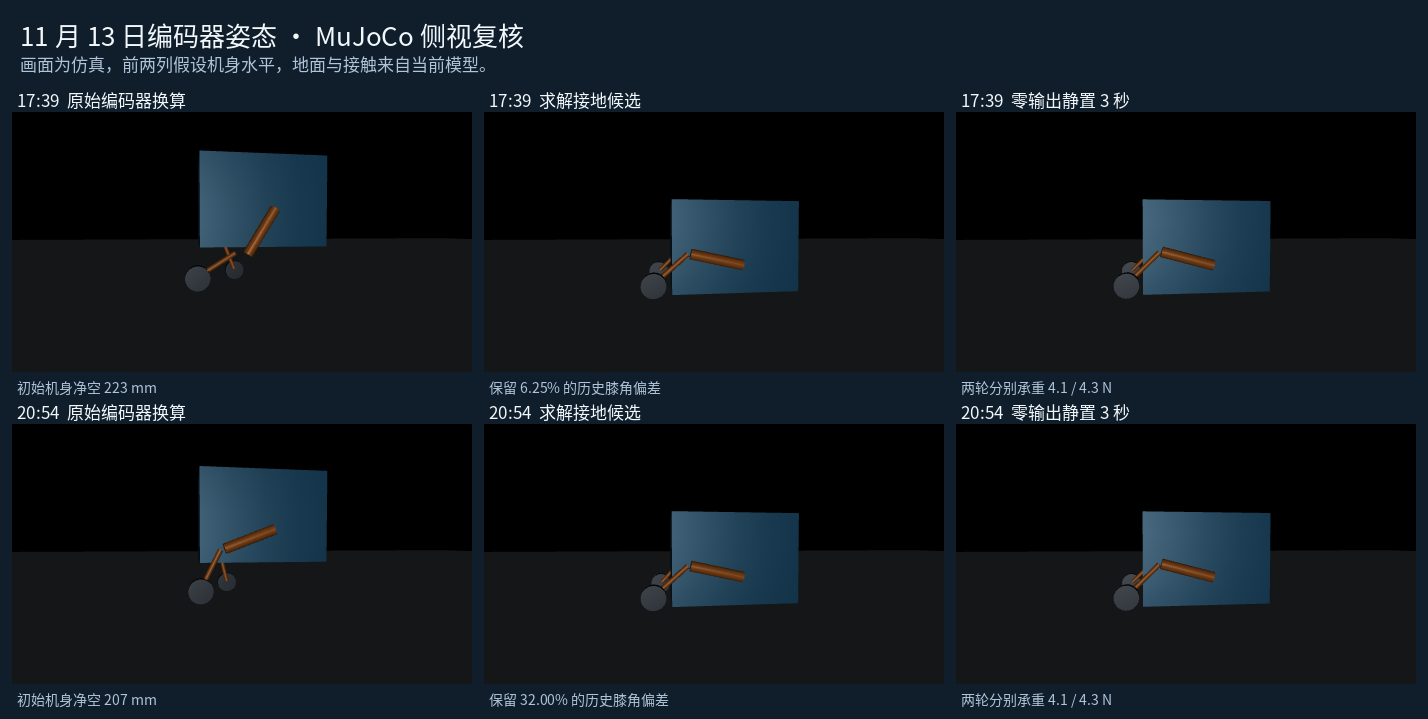 11 月 13 日编码器姿态 · MuJoCo 侧视复核
画面为仿真，前两列假设机身水平，地面与接触来自当前模型。
17:39 原始编码器换算
17:39 求解接地候选
17:39 零输出静置 3 秒
初始机身净空 223 mm
保留 6.25% 的历史膝角偏差
两轮分别承重 4.1 / 4.3 N
20:54 原始编码器换算
20:54 求解接地候选
20:54 零输出静置 3 秒
初始机身净空 207 mm
保留 32.00% 的历史膝角偏差
两轮分别承重 4.1 / 4.3 N